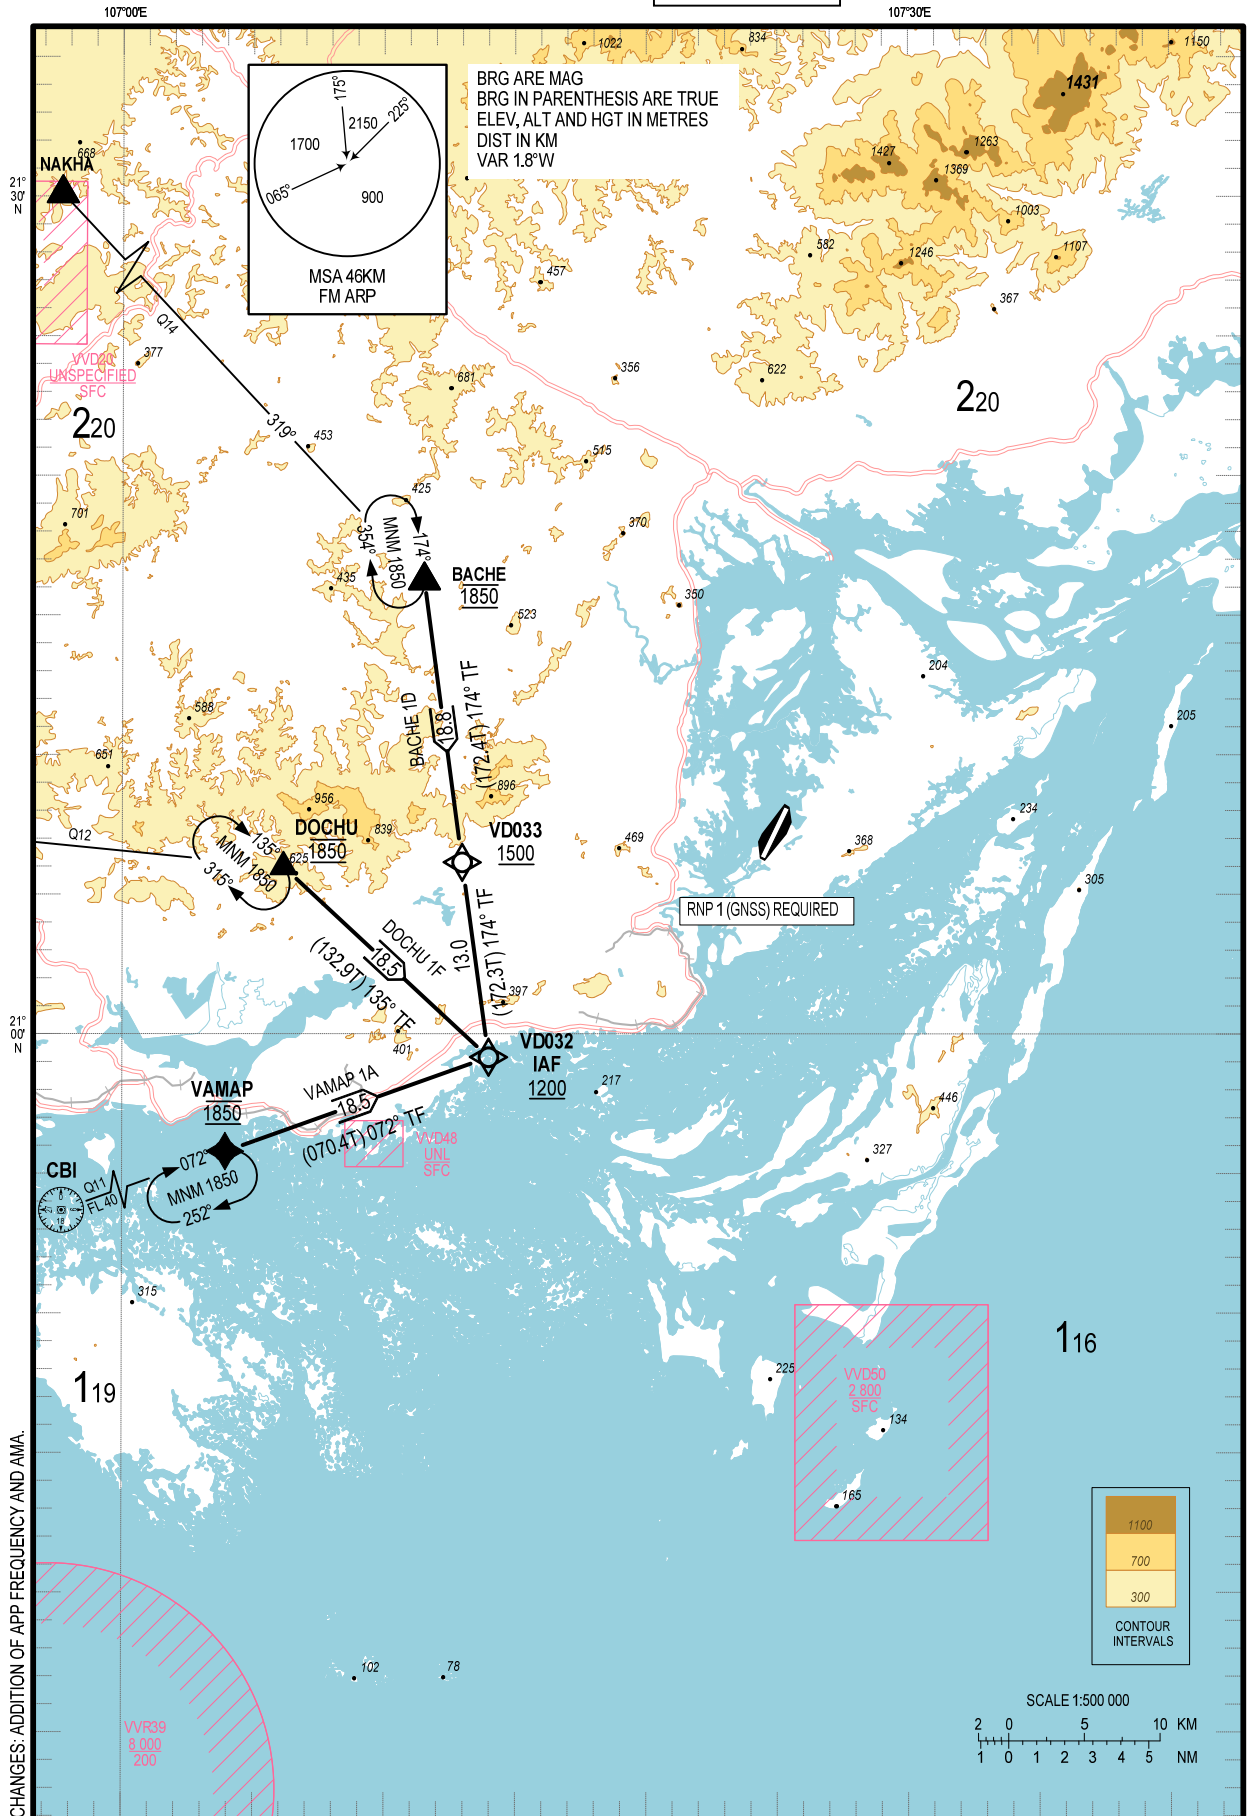 107°00'E
107°30'E
1022
834
1150
1431
175°
225°
2150
1700
065°
900
MSA 46KM
FM ARP
BRG ARE MAG
BRG IN PARENTHESIS ARE TRUE
ELEV, ALT AND HGT IN METRES
DIST IN KM
VAR 1.8°W
668
NAKHA
21°
30'
N
1427
1263
1369
1003
582
1246
1107
457
367
Q14
377
VVD20
UNSPECIFIED
SFC
356
681
622
220
220
319°
453
515
425
701
370
354°
MNM 1850
174°
BACHE
1850
435
350
523
204
205
588
BACHE 1D
18.8
(172.4T) 174° TF
651
896
956
234
Q12
DOCHU
1850
839
VD033
1500
469
368
135°
625
MNM 1850
315°
305
RNP 1 (GNSS) REQUIRED
DOCHU 1F
18.5
(132.9T) 135° TF
13.0
(172.3T) 174° TF
397
21°
00'
N
401
VD032
IAF
1200
217
VAMAP
1850
VAMAP 1A
18.5
(070.4T) 072° TF
446
VVD48
UNL
SFC
327
CBI
Q11
FL 40
072°
MNM 1850
252°
0
18
315
116
119
225
VVD50
2 800
SFC
134
165
1100
700
300
CONTOUR
INTERVALS
102
78
VVR39
8 000
200
SCALE 1:500 000
2 0 5 10 KM
1 0 1 2 3 4 5 NM
CHANGES: ADDITION OF APP FREQUENCY AND AMA.